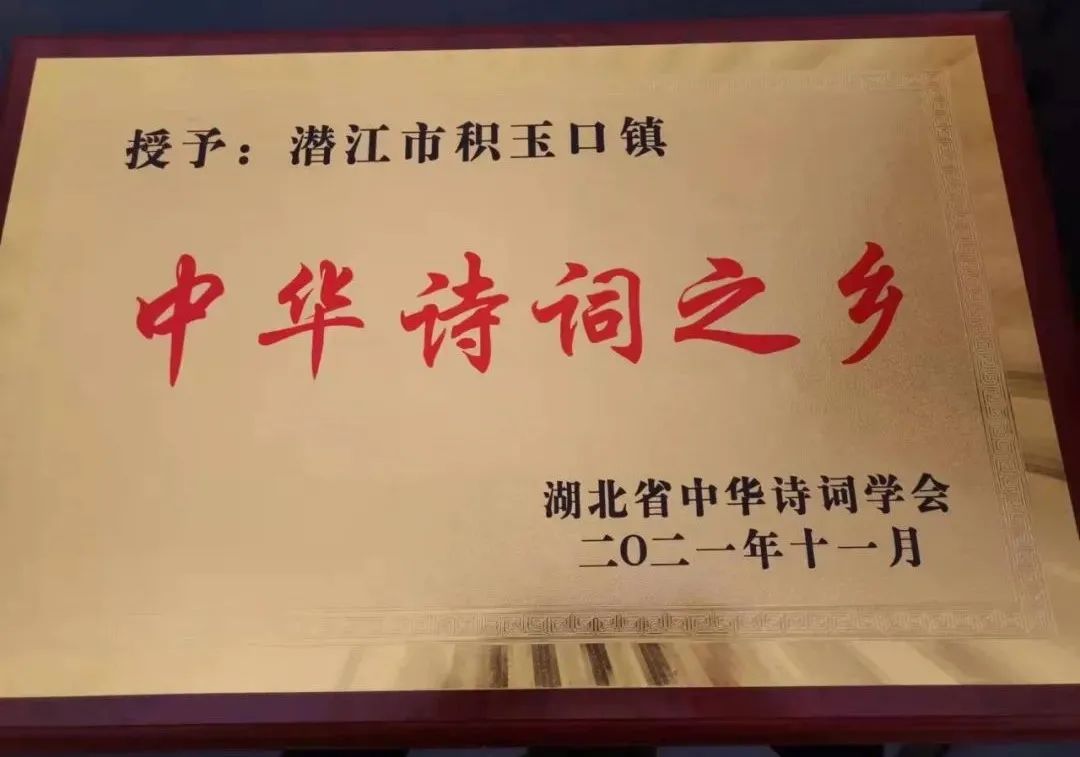 授予：潜江市积玉口镇
中华诗词之乡
湖北省中华诗词学会
二〇二一年十一月